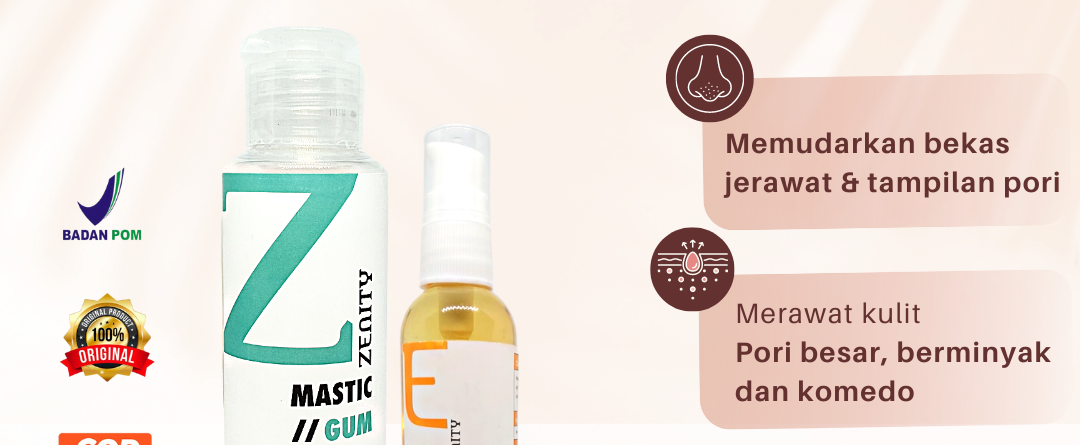 Memudarkan bekas
jerawat & tampilan pori
BADAN POM
Z
ZENITY
MASTIC
// GUM
E
ORIGINAL PRODUCT
100%
ORIGINAL
Merawat kulit
Pori besar, berminyak
dan komedo